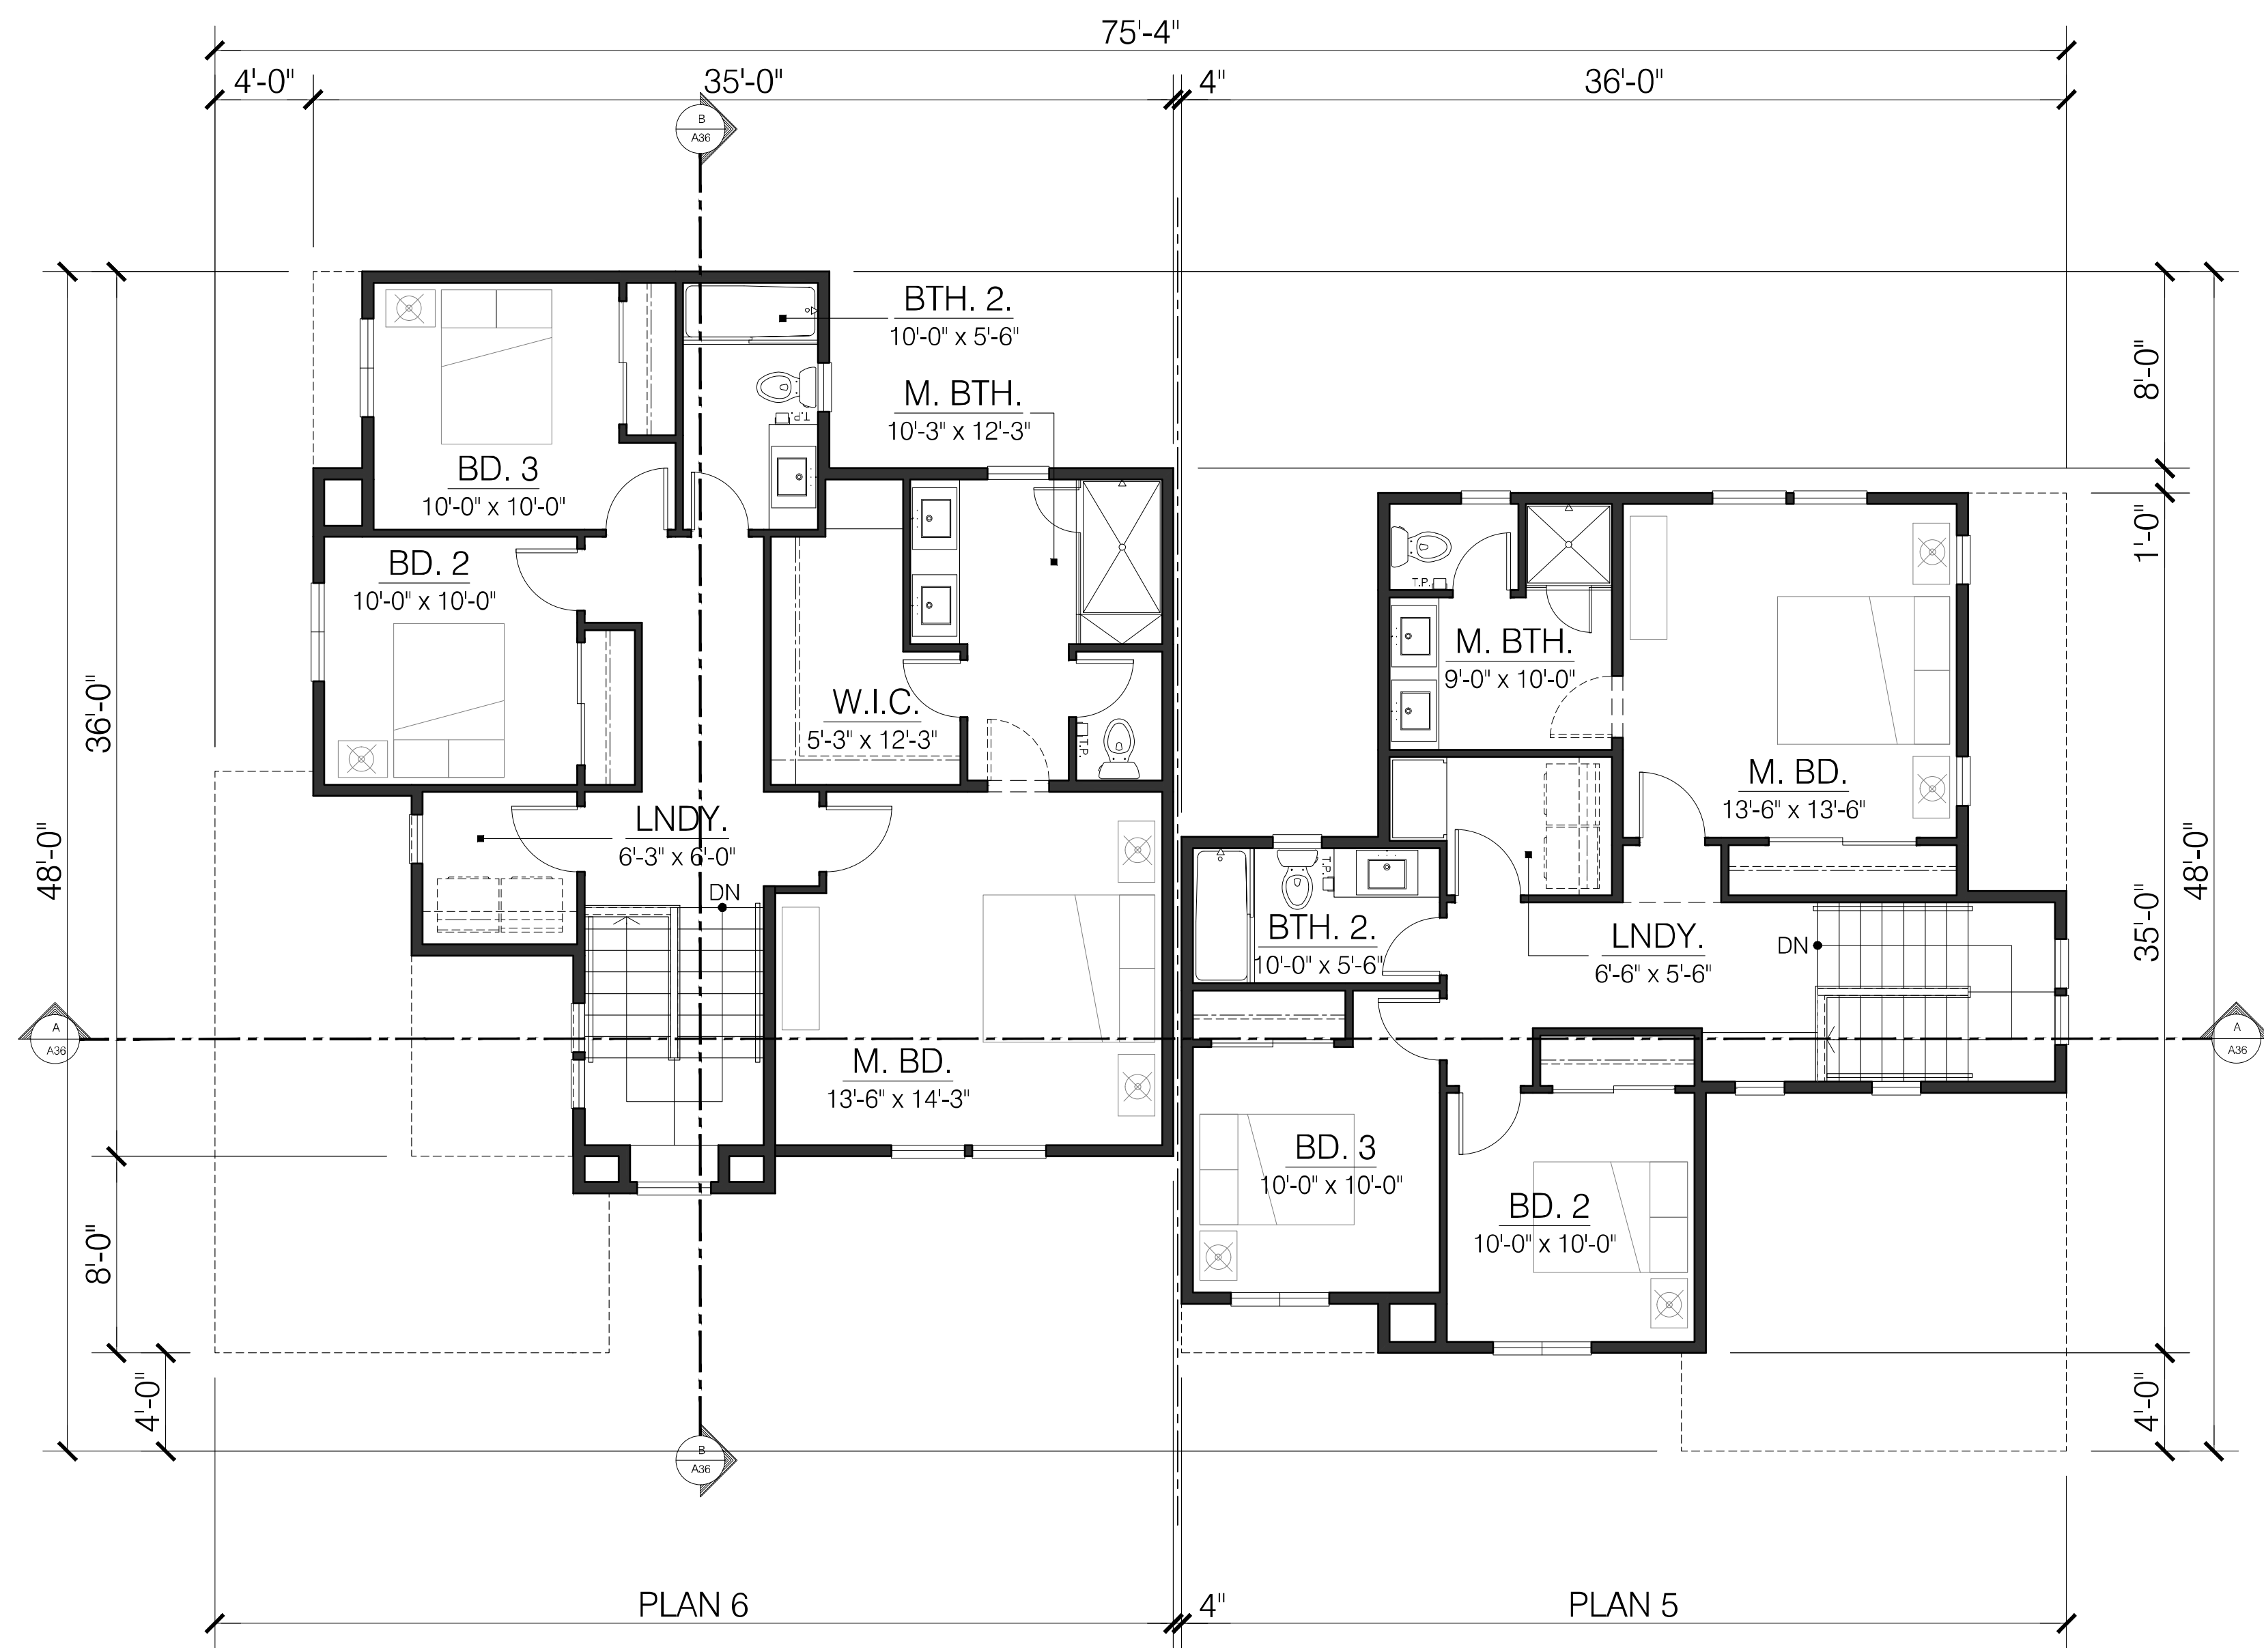 75'-4"
4'-0"
35'-0"
4"
36'-0"
B
A36
BTH. 2.
10'-0" x 5'-6"
M. BTH.
10'-3" x 12'-3"
T.P.
BD. 3
10'-0" x 10'-0"
BD. 2
10'-0" x 10'-0"
W.I.C.
5'-3" x 12'-3"
T.P.
LNDY.
6'-3" x 6'-0"
DN
M. BD.
13'-6" x 14'-3"
36'-0"
48'-0"
8'-0"
4'-0"
A
A36
T.P.
M. BTH.
9'-0" x 10'-0"
M. BD.
13'-6" x 13'-6"
T.P.
BTH. 2.
10'-0" x 5'-6"
LNDY.
6'-6" x 5'-6"
DN
BD. 3
10'-0" x 10'-0"
BD. 2
10'-0" x 10'-0"
8'-0"
1'-0"
35'-0"
48'-0"
4'-0"
A
A36
B
A36
PLAN 6
4"
PLAN 5